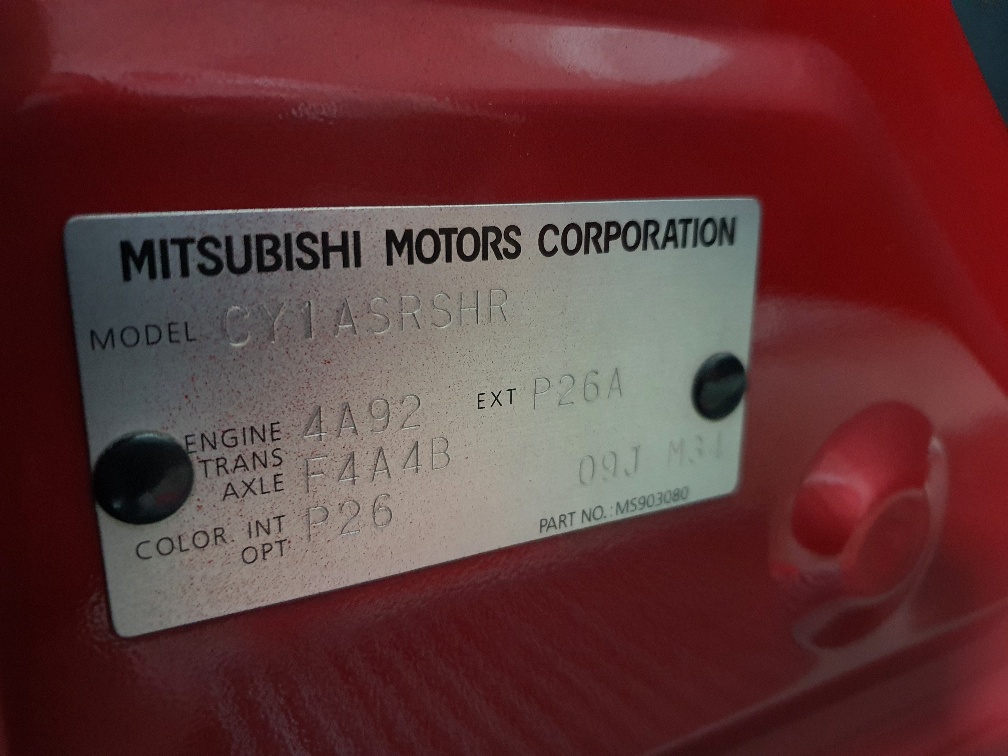 MITSUBISHI MOTORS CORPORATION
MODEL CY1ASRSHR
ENGINE 4A92 EXT P26A
TRANS AXLE F4A4B 09J M34
COLOR. INT OPT P26
PART NO.: MS903080